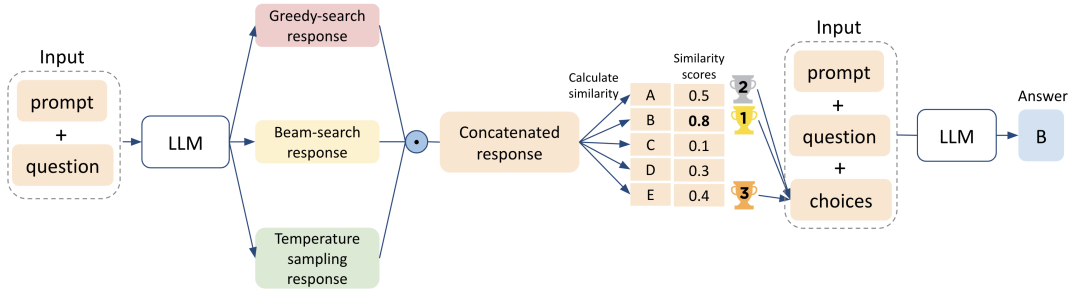 Input
prompt
+
question
LLM
Greedy-search
response
Beam-search
response
Temperature
sampling
response
Concatenated
response
Calculate
similarity
Similarity
scores
A 0.5
B 0.8
C 0.1
D 0.3
E 0.4
2
1
3
Input
prompt
+
question
+
choices
LLM
Answer
B